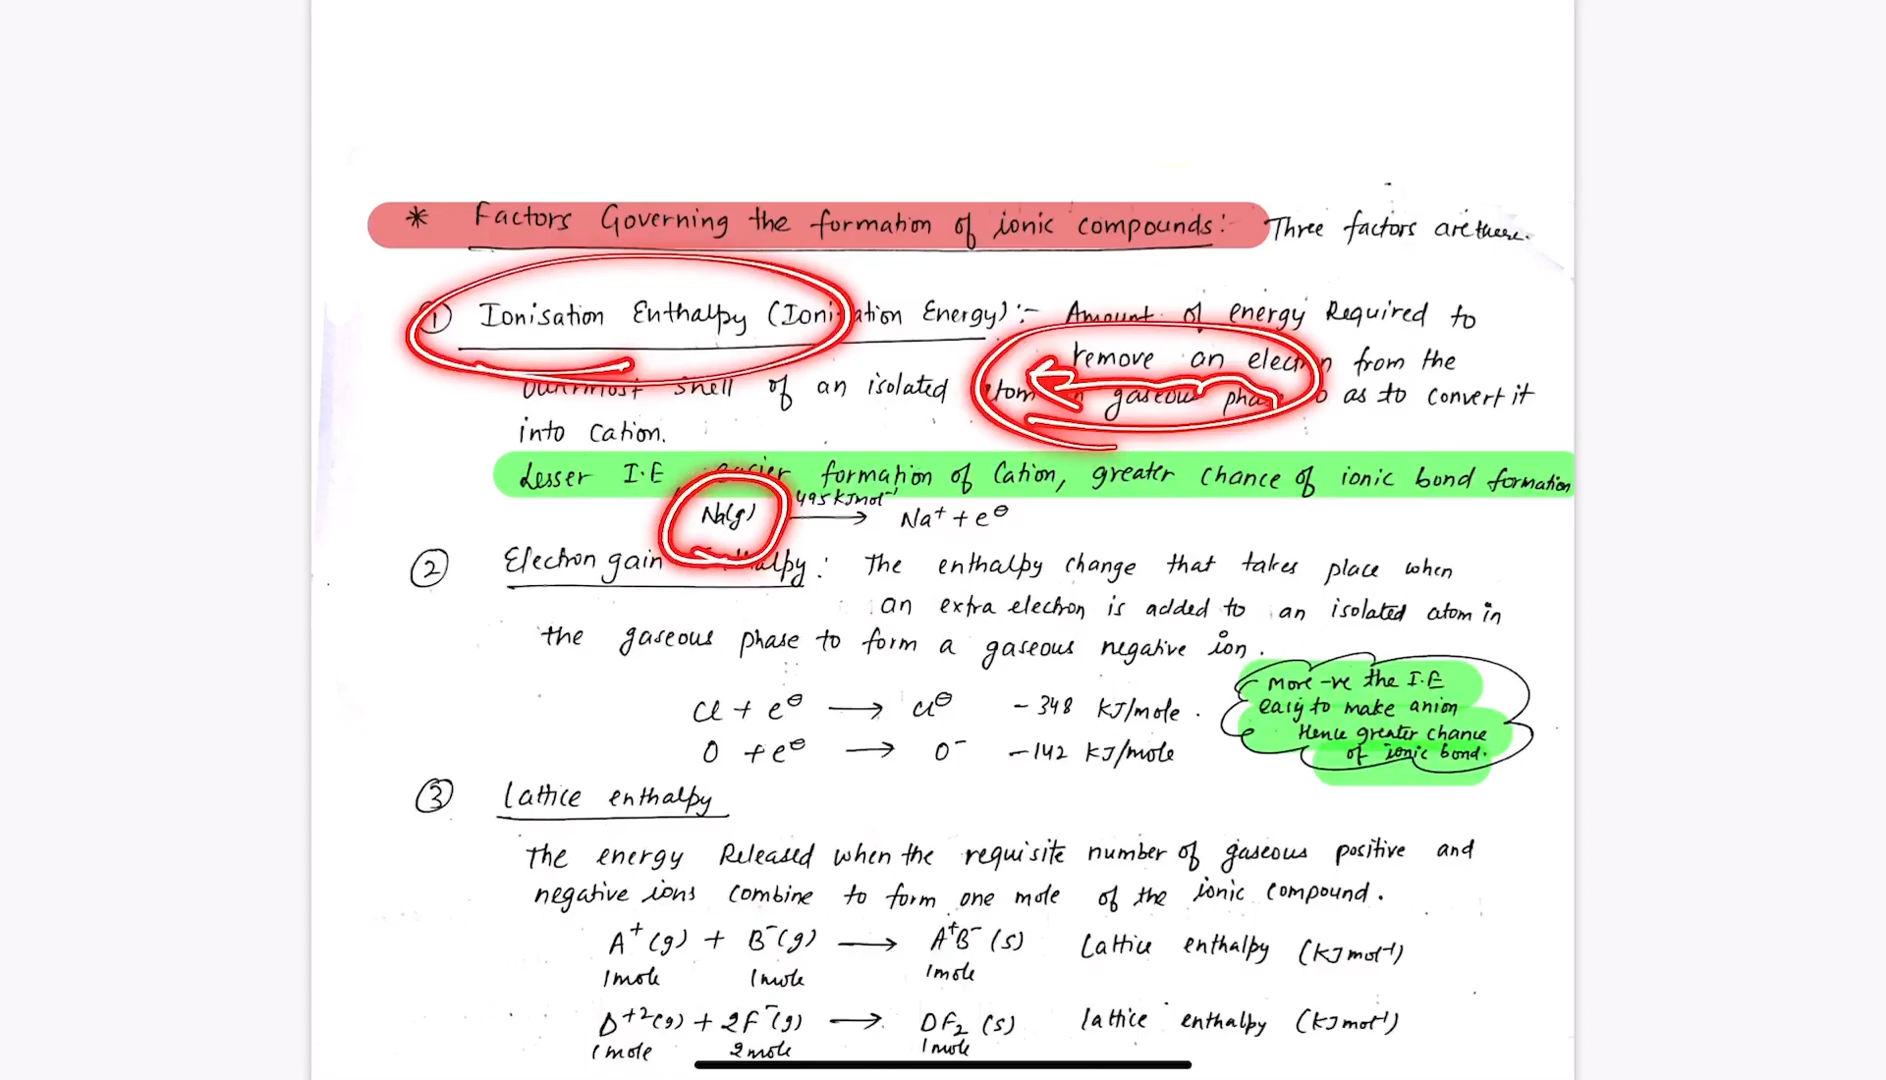 * Factors Governing the formation of ionic compounds:- Three factors are there.
① Ionisation Enthalpy (Ionisation Energy):- Amount of energy Required to
remove an electron from the
outermost shell of an isolated atom in gaseous phase so as to convert it
into Cation.
Lesser I.E easier formation of Cation, greater chance of ionic bond formation
Na(g) 495 KJmol⁻¹ → Na⁺ + e⊖
② Electron gain Enthalpy: The enthalpy change that takes place when
an extra electron is added to an isolated atom in
the gaseous phase to form a gaseous negative ion.
Cl + e⊖ → Cl⊖ - 348 KJ/mole.
O + e⊖ → O⁻ -142 KJ/mole
More -ve the I.E
easy to make anion
Hence greater chance
of ionic bond.
③ Lattice enthalpy
The energy Released when the requisite number of gaseous positive and
negative ions combine to form one mole of the ionic compound.
A⁺(g) + B⁻(g) → A⁺B⁻(s) Lattice enthalpy (KJmol⁻¹)
1mole 1mole 1mole
D⁺²(g) + 2F⁻(g) → DF₂ (s) lattice enthalpy (KJmol⁻¹)
1mole 2mole 1mole